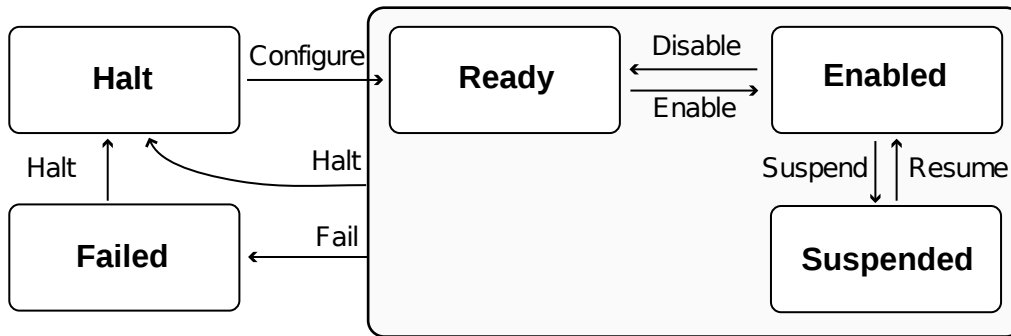 Halt
Configure
Ready
Disable
Enable
Enabled
Halt
Halt
Suspend
Resume
Failed
Fail
Suspended